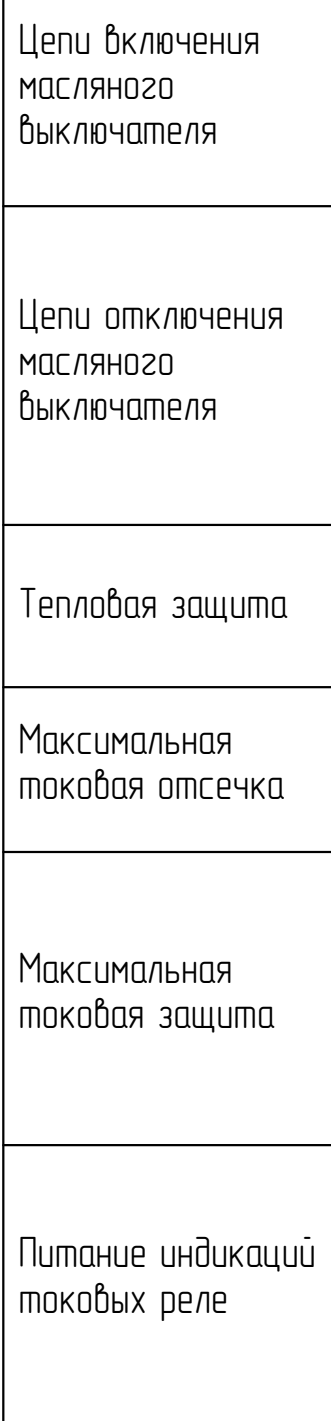 Цепи включения
масляного
выключателя
Цепи отключения
масляного
выключателя
Тепловая защита
Максимальная
токовая отсечка
Максимальная
токовая защита
Питание индикаций
токовых реле